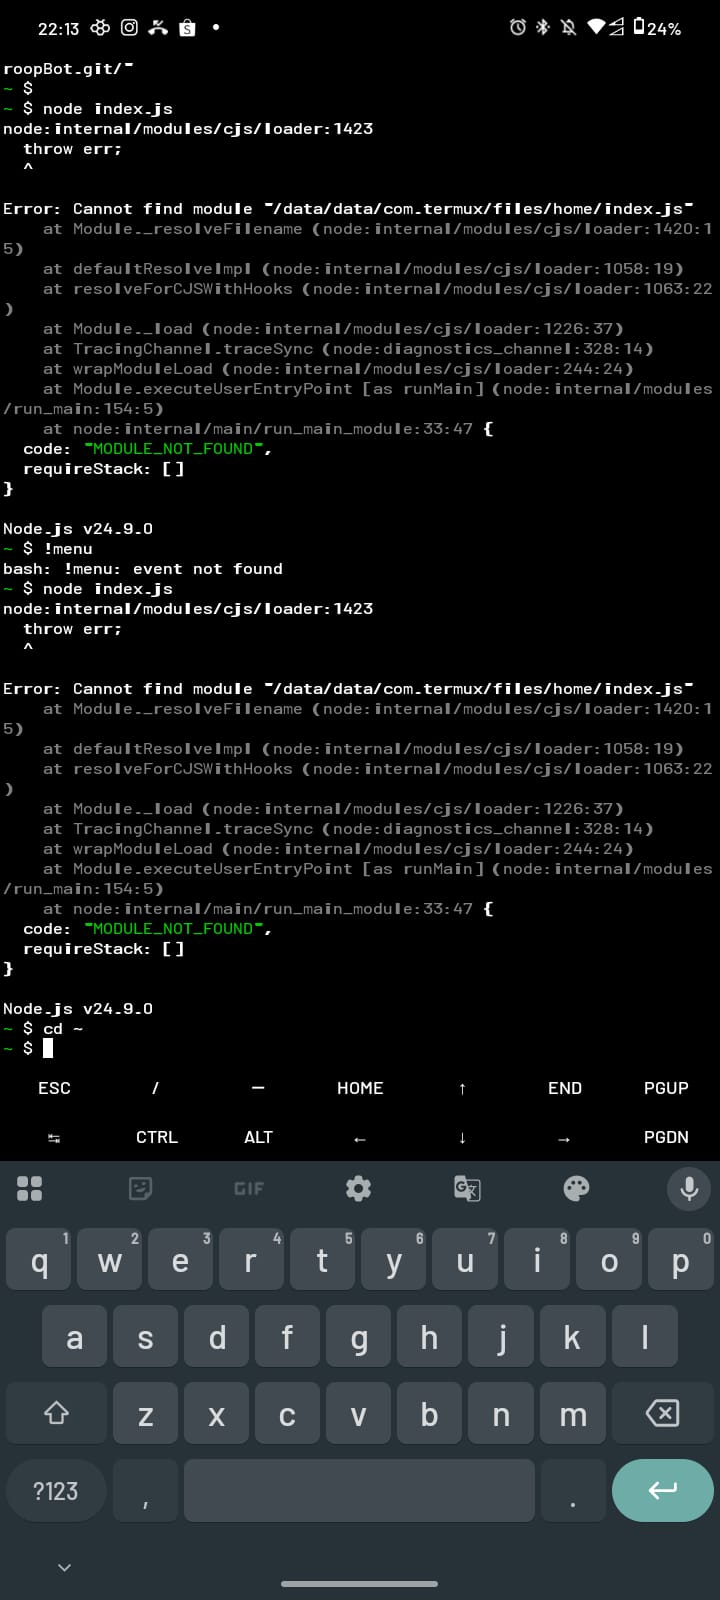 22:13
24%
roopBot.git/"
~ $
~ $ node index.js
node:internal/modules/cjs/loader:1423
throw err;
^
Error: Cannot find module "/data/data/com.termux/files/home/index.js"
at Module._resolveFilename (node:internal/modules/cjs/loader:1420:1
5)
at defaultResolveImpl (node:internal/modules/cjs/loader:1058:19)
at resolveForCJSWithHooks (node:internal/modules/cjs/loader:1063:22
)
at Module._load (node:internal/modules/cjs/loader:1226:37)
at TracingChannel.traceSync (node:diagnostics_channel:328:14)
at wrapModuleLoad (node:internal/modules/cjs/loader:244:24)
at Module.executeUserEntryPoint [as runMain] (node:internal/modules
/run_main:154:5)
at node:internal/main/run_main_module:33:47 {
code: "MODULE_NOT_FOUND",
requireStack: []
}
Node.js v24.9.0
~ $ !menu
bash: !menu: event not found
~ $ node index.js
node:internal/modules/cjs/loader:1423
throw err;
^
Error: Cannot find module "/data/data/com.termux/files/home/index.js"
at Module._resolveFilename (node:internal/modules/cjs/loader:1420:1
5)
at defaultResolveImpl (node:internal/modules/cjs/loader:1058:19)
at resolveForCJSWithHooks (node:internal/modules/cjs/loader:1063:22
)
at Module._load (node:internal/modules/cjs/loader:1226:37)
at TracingChannel.traceSync (node:diagnostics_channel:328:14)
at wrapModuleLoad (node:internal/modules/cjs/loader:244:24)
at Module.executeUserEntryPoint [as runMain] (node:internal/modules
/run_main:154:5)
at node:internal/main/run_main_module:33:47 {
code: "MODULE_NOT_FOUND",
requireStack: []
}
Node.js v24.9.0
~ $ cd ~
~ $
ESC / — HOME ↑ END PGUP
↹ CTRL ALT ← ↓ → PGDN
GIF
1 2 3 4 5 6 7 8 9 0
q w e r t y u i o p
a s d f g h j k l
z x c v b n m
?123 , .